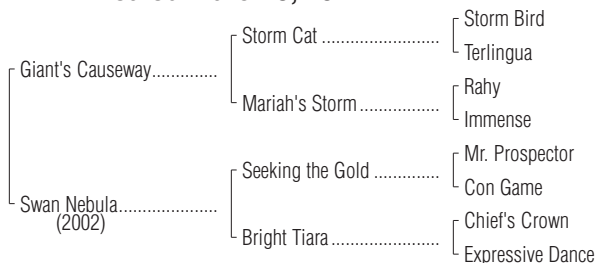 Storm Bird
Storm Cat........................
Terlingua
Giant's Causeway.............
Rahy
Mariah's Storm................
Immense
Mr. Prospector
Seeking the Gold.............
Con Game
Swan Nebula...................
(2002)
Chief's Crown
Bright Tiara.....................
Expressive Dance